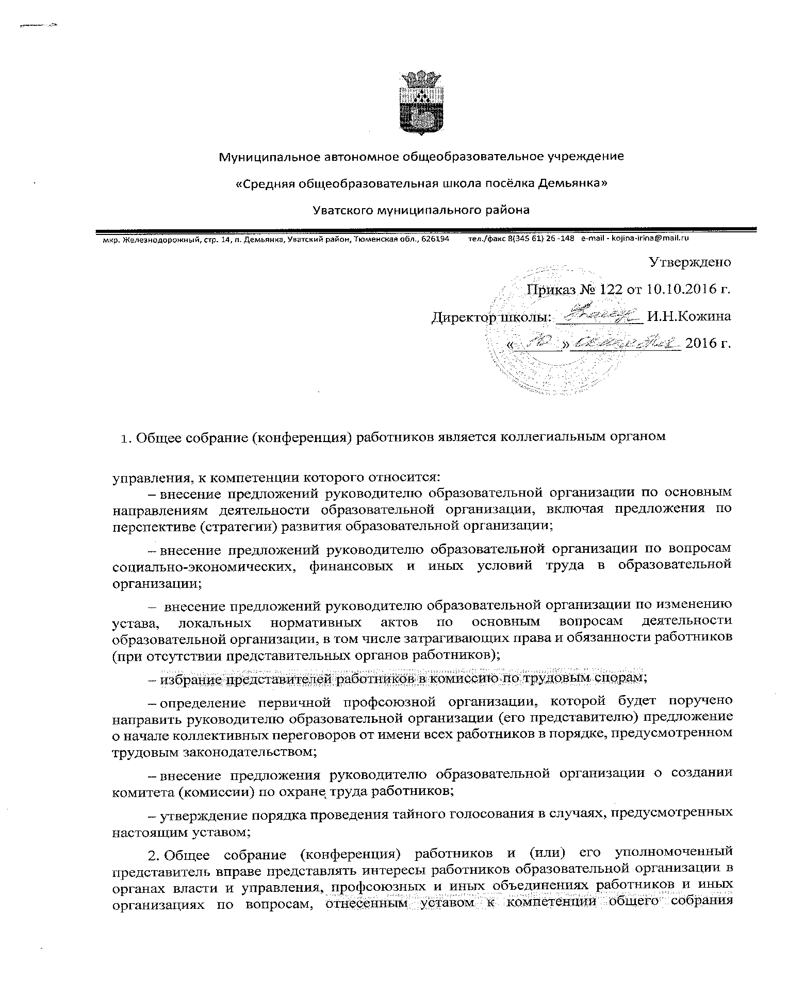 Муниципальное автономное общеобразовательное учреждение
«Средняя общеобразовательная школа посёлка Демьянка»
Уватского муниципального района
мкр. Железнодорожный, стр. 14, п. Демьянка, Уватский район, Тюменская обл., 626194 тел./факс 8(345 61) 26 -148 e-mail - kojina-irina@mail.ru
Утверждено
Приказ № 122 от 10.10.2016 г.
Директор школы: И.Н.Кожина
« 10 » 2016 г.
1. Общее собрание (конференция) работников является коллегиальным органом
управления, к компетенции которого относится:
– внесение предложений руководителю образовательной организации по основным
направлениям деятельности образовательной организации, включая предложения по
перспективе (стратегии) развития образовательной организации;
– внесение предложений руководителю образовательной организации по вопросам
социально-экономических, финансовых и иных условий труда в образовательной
организации;
– внесение предложений руководителю образовательной организации по изменению
устава, локальных нормативных актов по основным вопросам деятельности
образовательной организации, в том числе затрагивающих права и обязанности работников
(при отсутствии представительных органов работников);
– избрание представителей работников в комиссию по трудовым спорам;
– определение первичной профсоюзной организации, которой будет поручено
направить руководителю образовательной организации (его представителю) предложение
о начале коллективных переговоров от имени всех работников в порядке, предусмотренном
трудовым законодательством;
– внесение предложения руководителю образовательной организации о создании
комитета (комиссии) по охране труда работников;
– утверждение порядка проведения тайного голосования в случаях, предусмотренных
настоящим уставом;
2. Общее собрание (конференция) работников и (или) его уполномоченный
представитель вправе представлять интересы работников образовательной организации в
органах власти и управления, профсоюзных и иных объединениях работников и иных
организациях по вопросам, отнесенным уставом к компетенции общего собрания